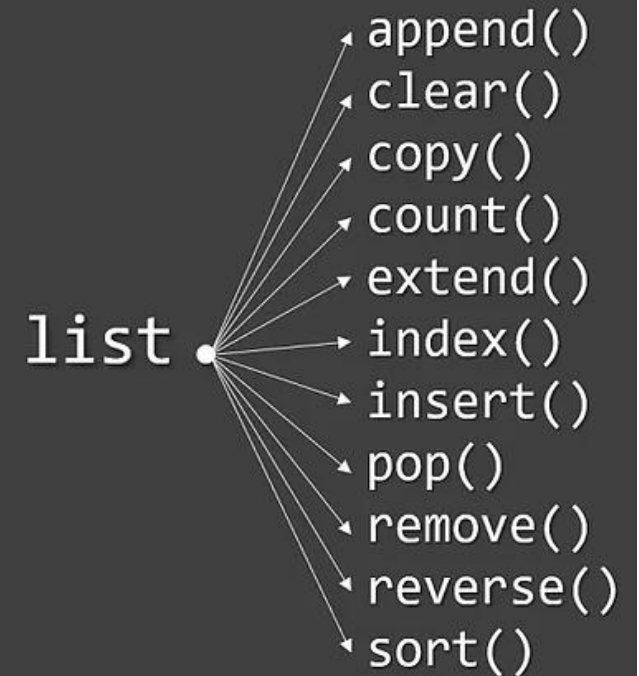 append()
clear()
copy()
count()
extend()
list
index()
insert()
pop()
remove()
reverse()
sort()